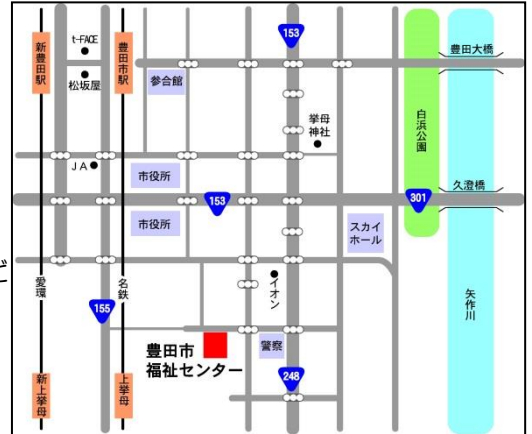 153
t-FACE
新豊田駅
豊田市駅
豊田大橋
松坂屋
参合館
挙母
神社
白浜公園
JA
市役所
久澄橋
153
301
市役所
スカイ
ホール
ビ
愛環
名鉄
イオン
矢作川
155
豊田市
福祉センター
警察
新上挙母
上挙母
248